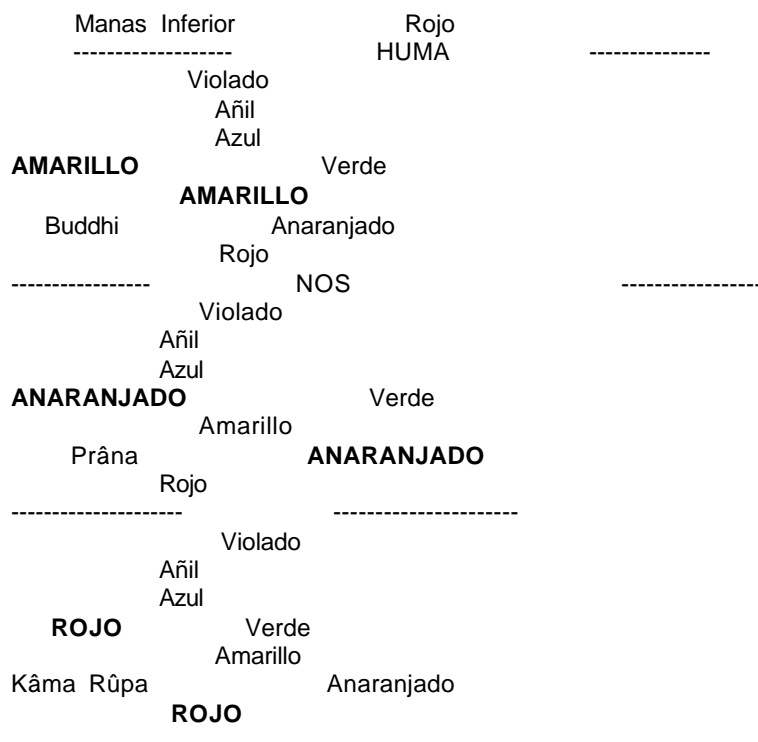 Manas Inferior Rojo
------------------- HUMA ---------------
Violado
Añil
Azul
AMARILLO Verde
AMARILLO
Buddhi Anaranjado
Rojo
----------------- NOS -----------------
Violado
Añil
Azul
ANARANJADO Verde
Amarillo
Prâna ANARANJADO
Rojo
--------------------- ----------------------
Violado
Añil
Azul
ROJO Verde
Amarillo
Kâma Rûpa Anaranjado
ROJO